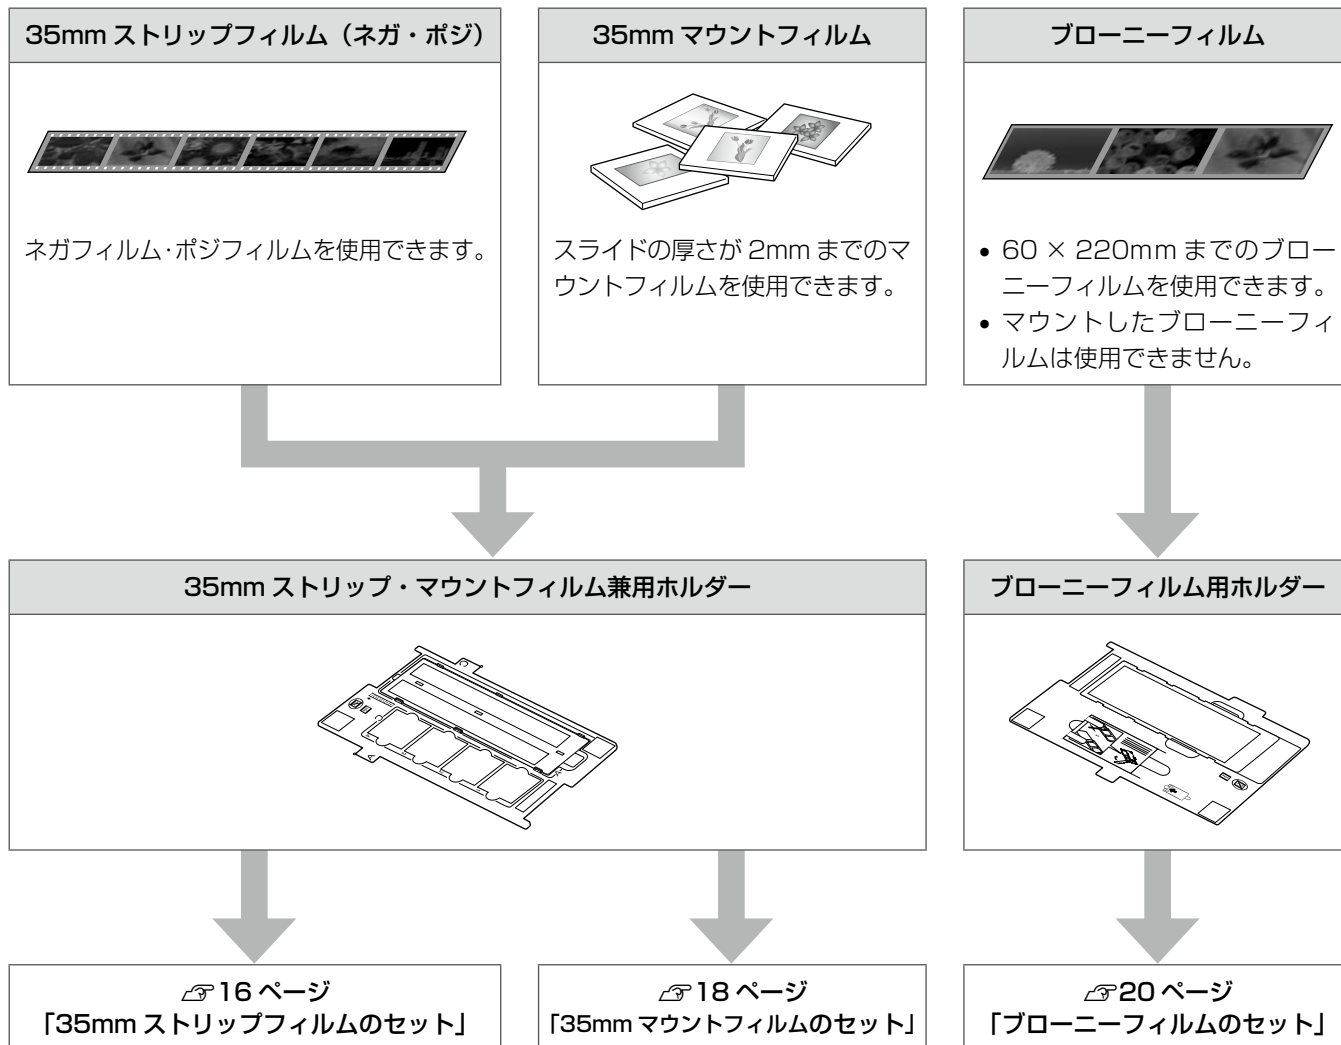 35mm ストリップフィルム（ネガ・ポジ）
ネガフィルム・ポジフィルムを使用できます。
35mm マウントフィルム
スライドの厚さが 2mm までのマ
ウントフィルムを使用できます。
ブローニーフィルム
• 60 × 220mm までのブロー
ニーフィルムを使用できます。
• マウントしたブローニーフィ
ルムは使用できません。
35mm ストリップ・マウントフィルム兼用ホルダー
ブローニーフィルム用ホルダー
☞16 ページ
「35mm ストリップフィルムのセット」
☞18 ページ
「35mm マウントフィルムのセット」
☞20 ページ
「ブローニーフィルムのセット」